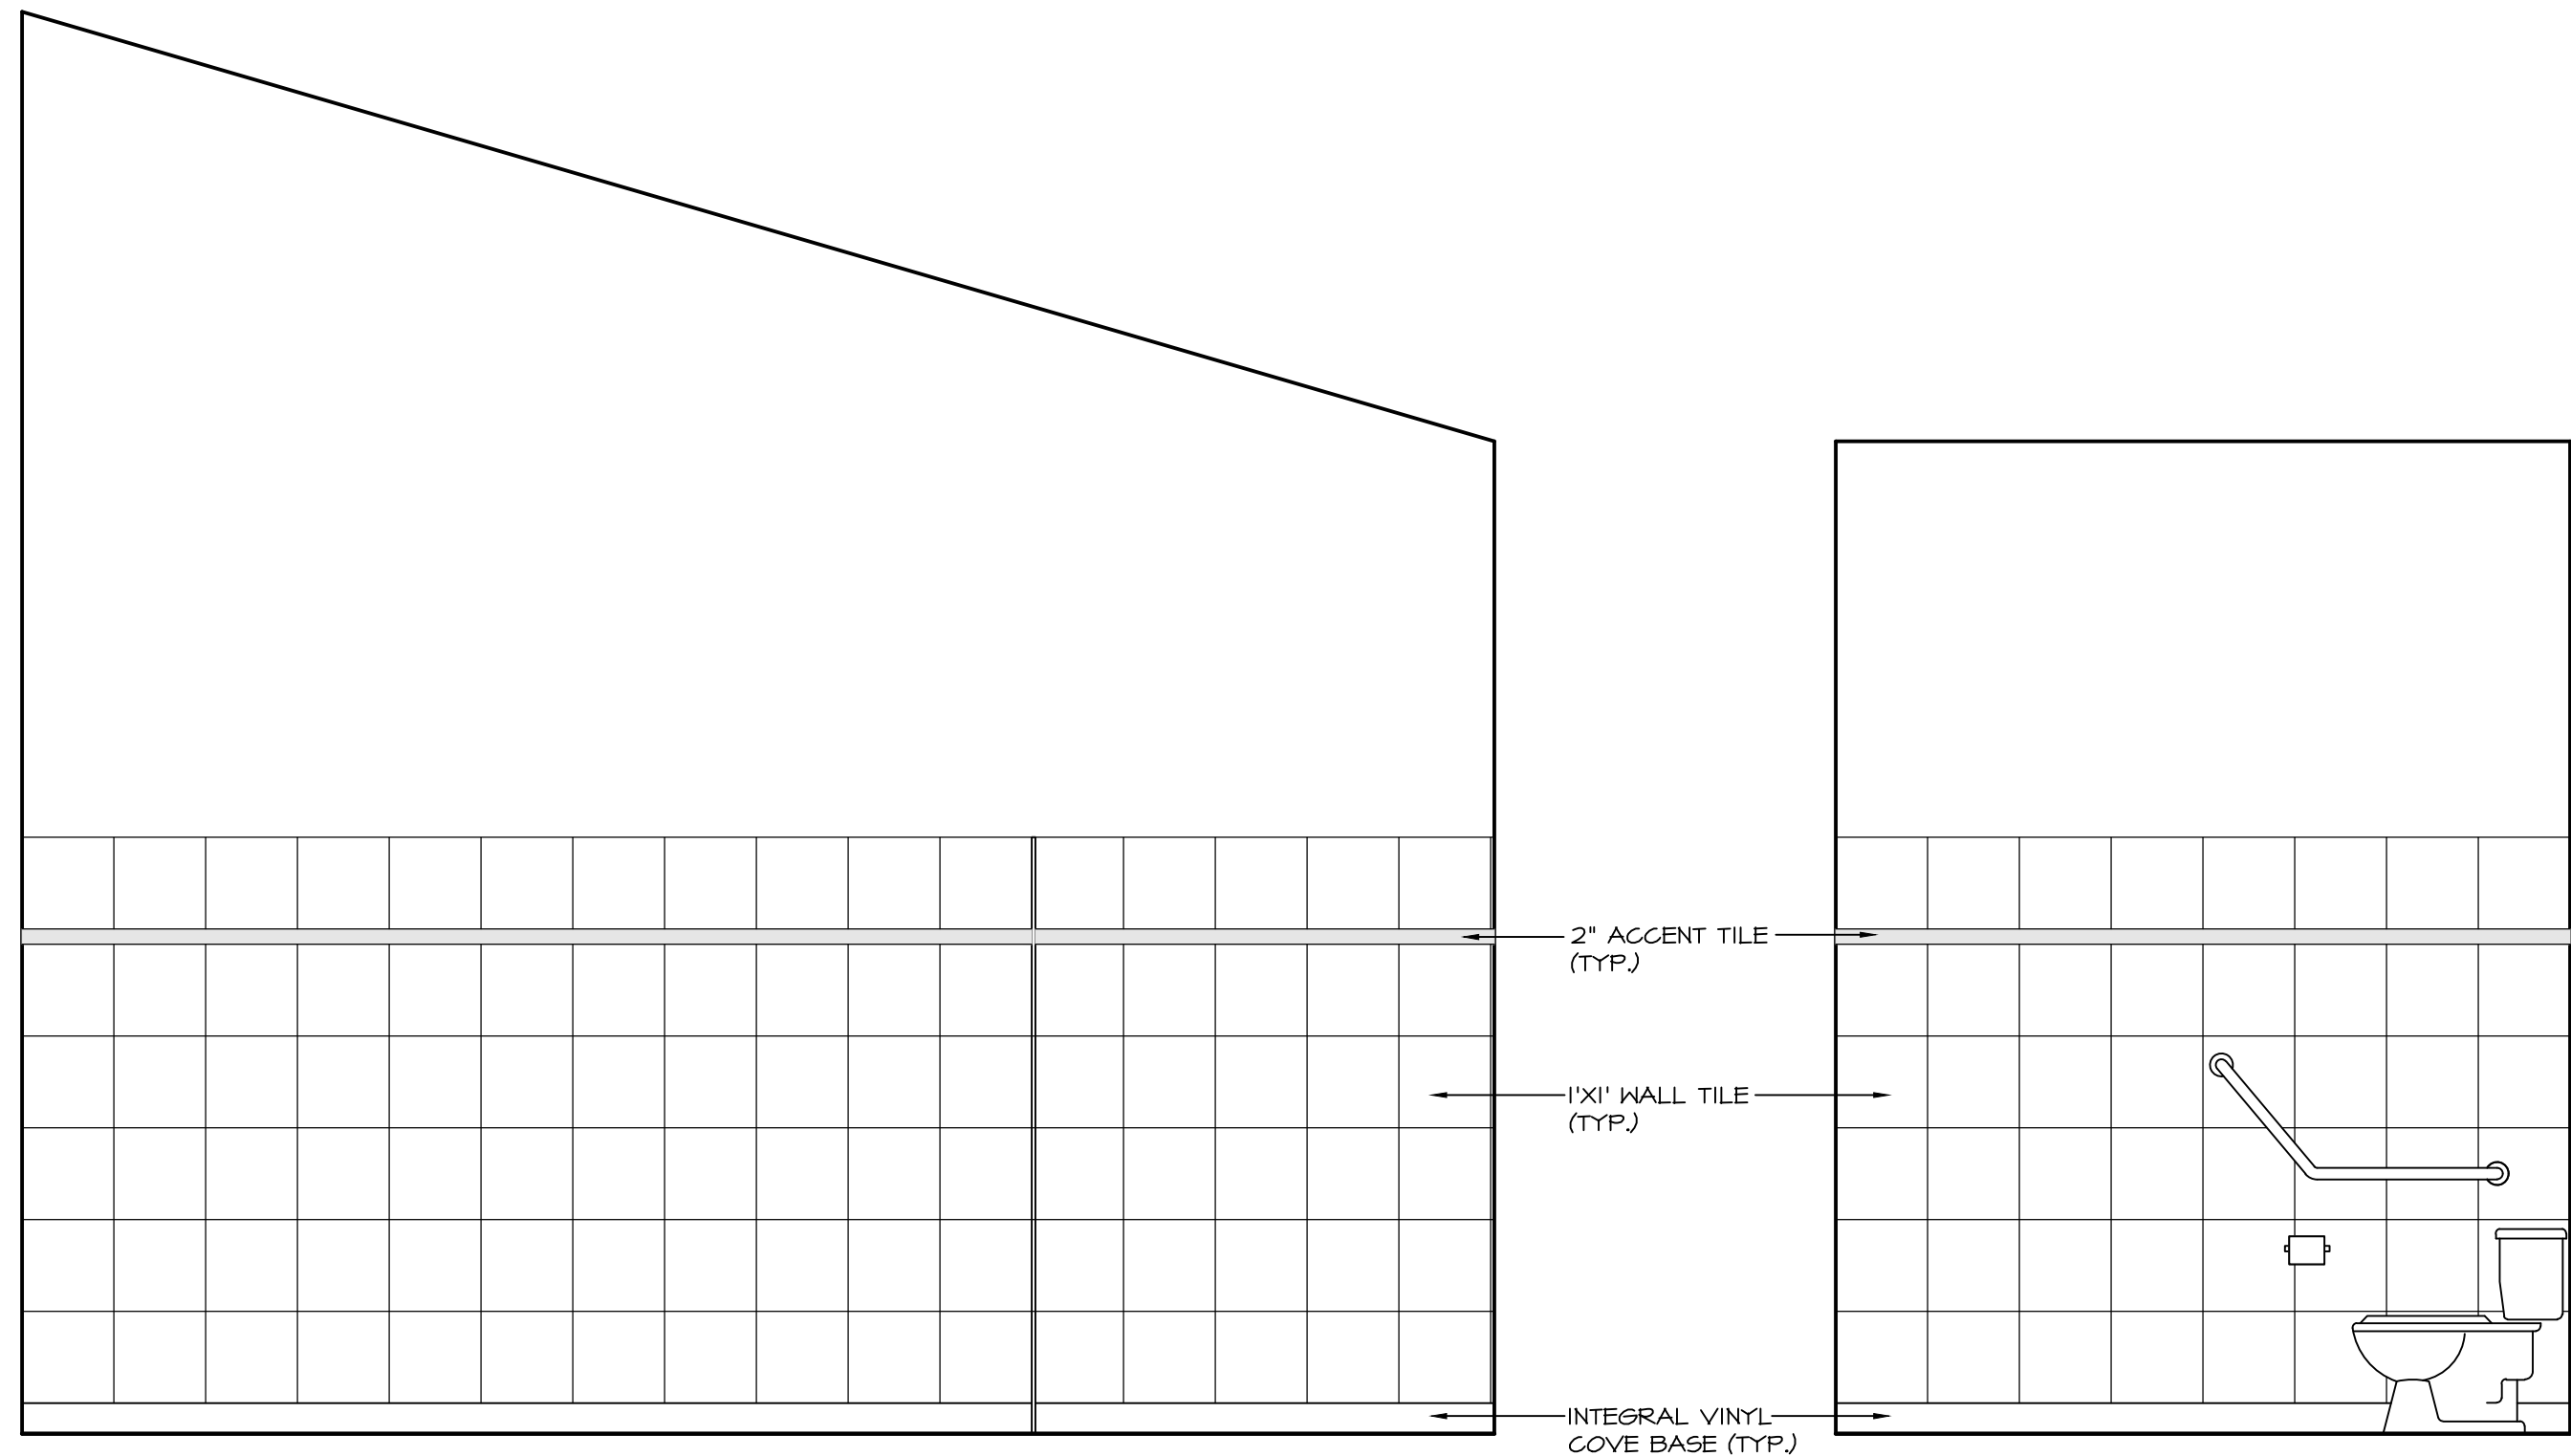 2" ACCENT TILE
(TYP.)
1'X1' WALL TILE
(TYP.)
INTEGRAL VINYL
COVE BASE (TYP.)